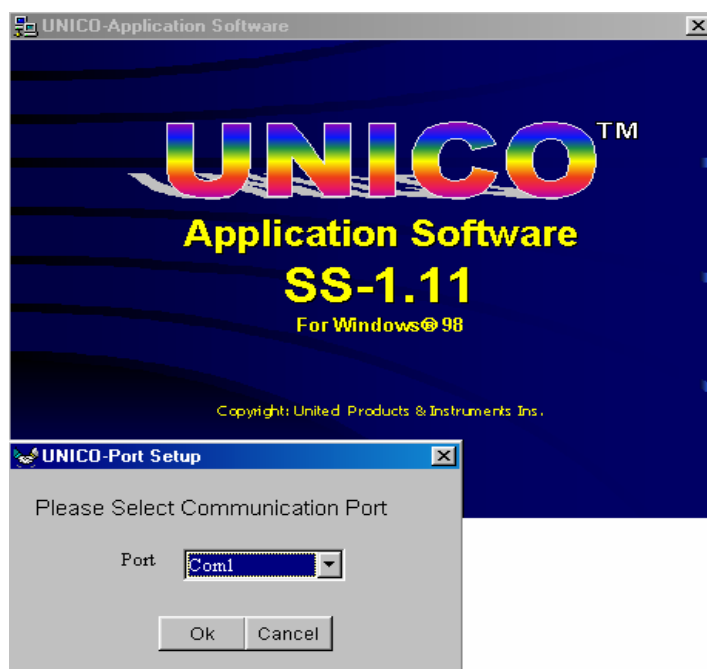 UNICO-Application Software
UNICO™
Application Software
SS-1.11
For Windows® 98
Copyright: United Products & Instruments Ins.
UNICO-Port Setup
Please Select Communication Port
Port Com1
Ok Cancel